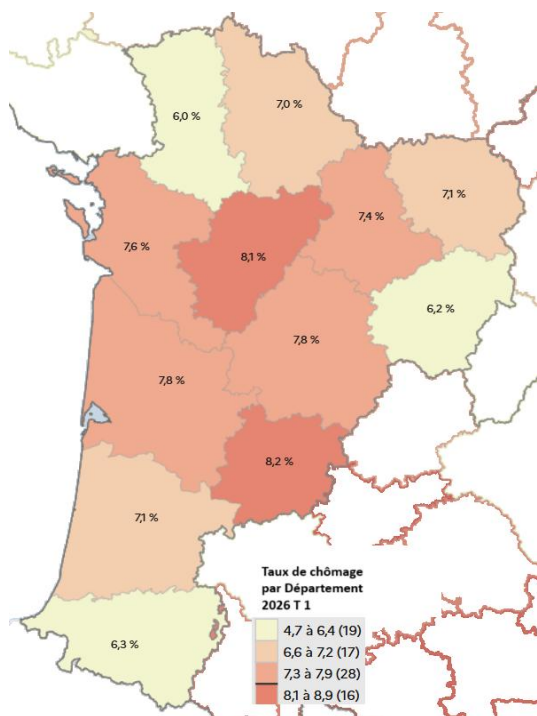 6,0 %
7,0 %
7,1 %
7,4 %
7,6 %
8,1 %
6,2 %
7,8 %
7,8 %
8,2 %
7,1 %
6,3 %
Taux de chômage
par Département
2026 T 1
4,7 à 6,4 (19)
6,6 à 7,2 (17)
7,3 à 7,9 (28)
8,1 à 8,9 (16)